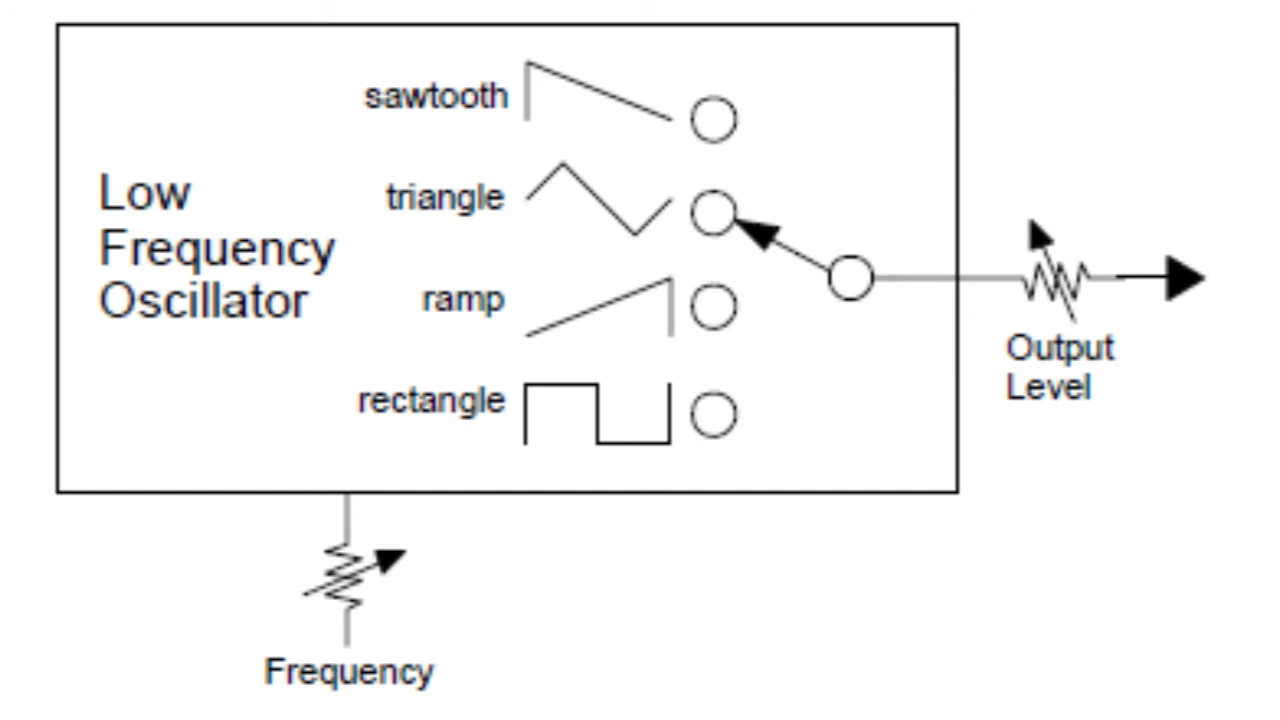 sawtooth
Low
Frequency
Oscillator
triangle
ramp
rectangle
Output
Level
Frequency